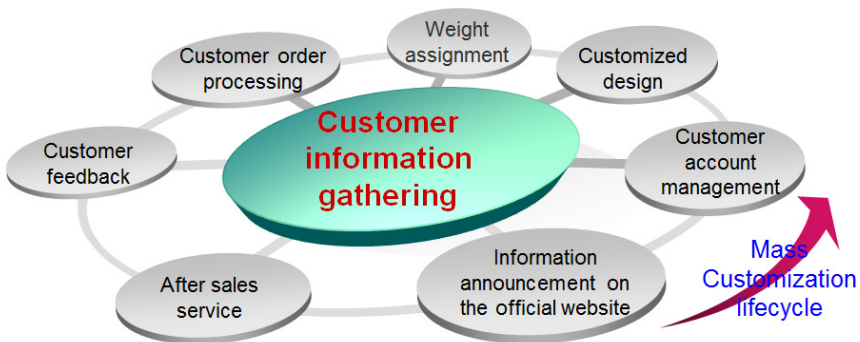 Weight
assignment
Customer order
processing
Customized
design
Customer
information
gathering
Customer
feedback
Customer
account
management
After sales
service
Information
announcement on
the official website
Mass
Customization
lifecycle